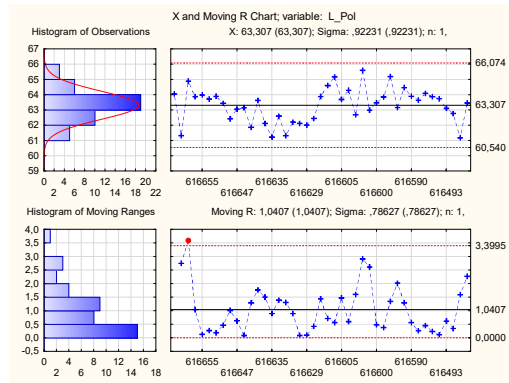 X and Moving R Chart; variable: L_Pol
Histogram of Observations
X: 63,307 (63,307); Sigma: ,92231 (,92231); n: 1,
67
66
65
64
63
62
61
60
59
0 4 8 12 16 20
2 6 10 14 18 22
66,074
63,307
60,540
616655 616635 616605 616590
616647 616629 616600 616493
Histogram of Moving Ranges
Moving R: 1,0407 (1,0407); Sigma: ,78627 (,78627); n: 1,
4,0
3,5
3,0
2,5
2,0
1,5
1,0
0,5
0,0
-0,5
0 4 8 12 16
2 6 10 14 18
3,3995
1,0407
0,0000
616655 616635 616605 616590
616647 616629 616600 616493